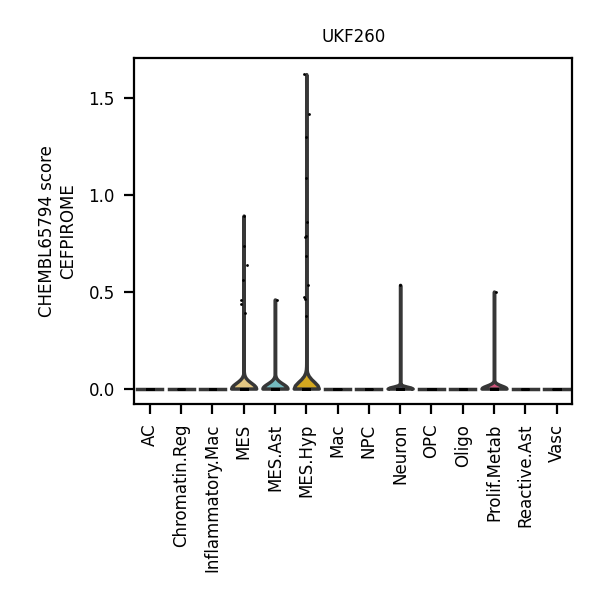 UKF260
CHEMBL65794 score
CEFPIROME
1.5
1.0
0.5
0.0
AC
Chromatin.Reg
Inflammatory.Mac
MES
MES.Ast
MES.Hyp
Mac
NPC
Neuron
OPC
Oligo
Prolif.Metab
Reactive.Ast
Vasc